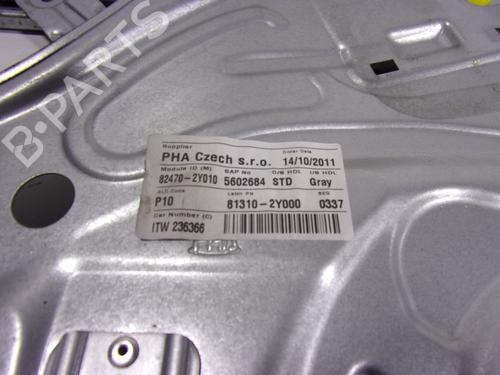 Supplier
Order Date
PHA Czech s.r.o. 14/10/2011
Module ID (M) SAP No O/S HDL I/S HDL
82470-2Y010 5602684 STD Gray
ALC Code Latch PN SEQ
P10 81310-2Y000 0337
Car Number (C)
ITW 236366
PHA
B-PARTS